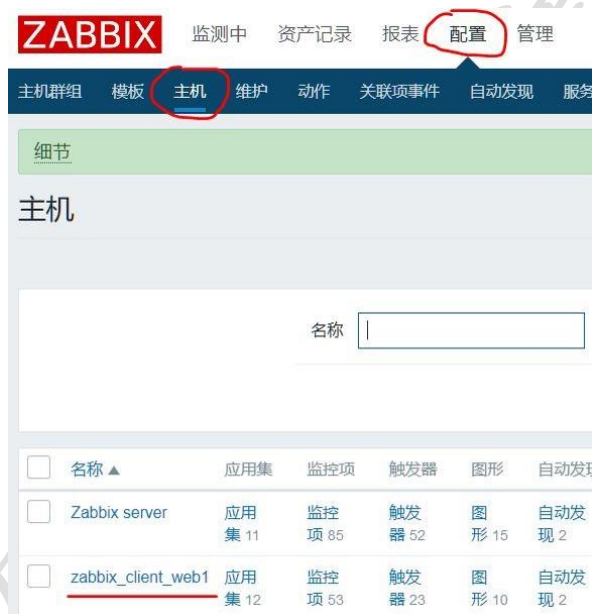 ZABBIX 监测中 资产记录 报表 配置 管理
主机群组 模板 主机 维护 动作 关联项事件 自动发现 服务
细节
主机
名称
名称 应用集 监控项 触发器 图形 自动发现
Zabbix server 应用 监控 触发 图 自动发
集 11 项 85 器 52 形 15 现 2
zabbix_client_web1 应用 监控 触发 图 自动发
集 12 项 53 器 23 形 10 现 2